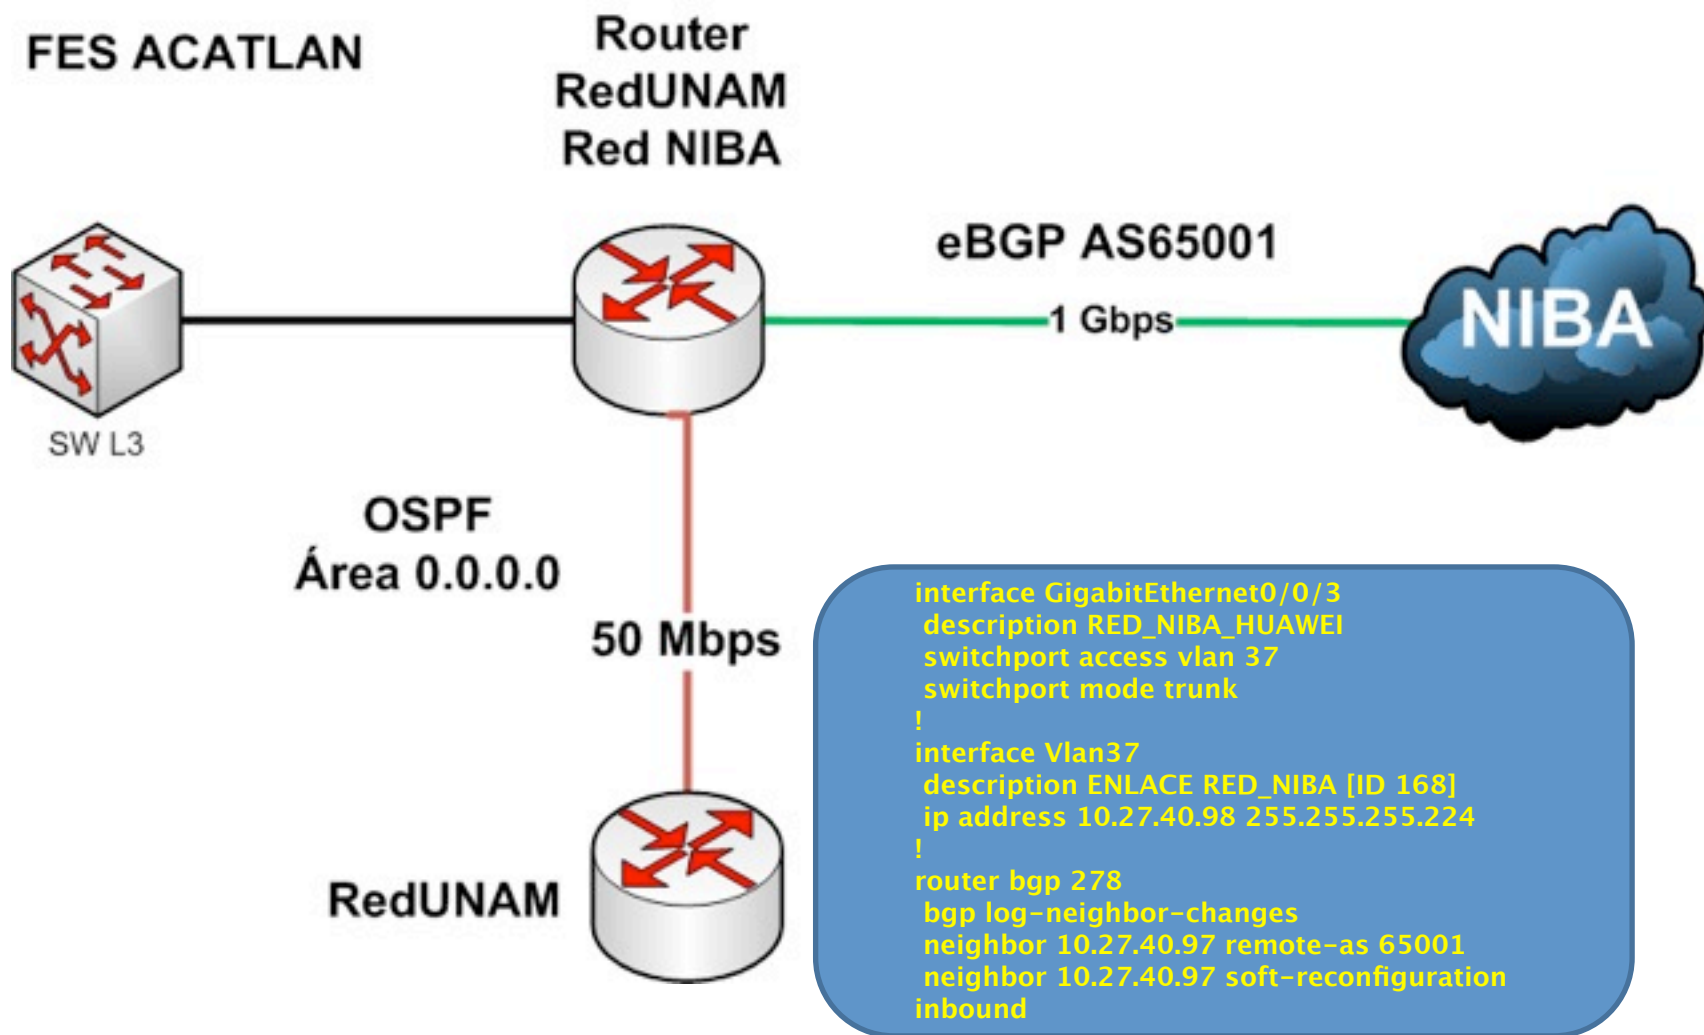 FES ACATLAN
Router
RedUNAM
Red NIBA
eBGP AS65001
1 Gbps
NIBA
SW L3
OSPF
Área 0.0.0.0
50 Mbps
RedUNAM
interface GigabitEthernet0/0/3
description RED_NIBA_HUAWEI
switchport access vlan 37
switchport mode trunk
!
interface Vlan37
description ENLACE RED_NIBA [ID 168]
ip address 10.27.40.98 255.255.255.224
!
router bgp 278
bgp log-neighbor-changes
neighbor 10.27.40.97 remote-as 65001
neighbor 10.27.40.97 soft-reconfiguration
inbound